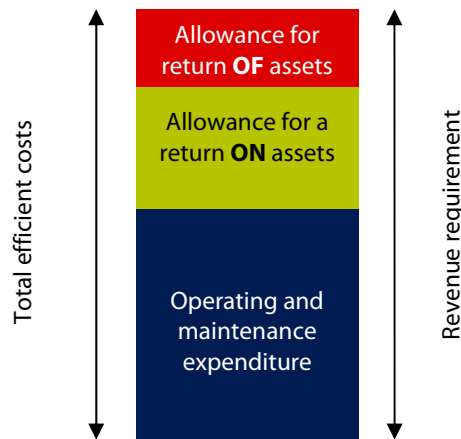 Allowance for
return OF assets
Allowance for a
return ON assets
Operating and
maintenance
expenditure
Total efficient costs
Revenue requirement